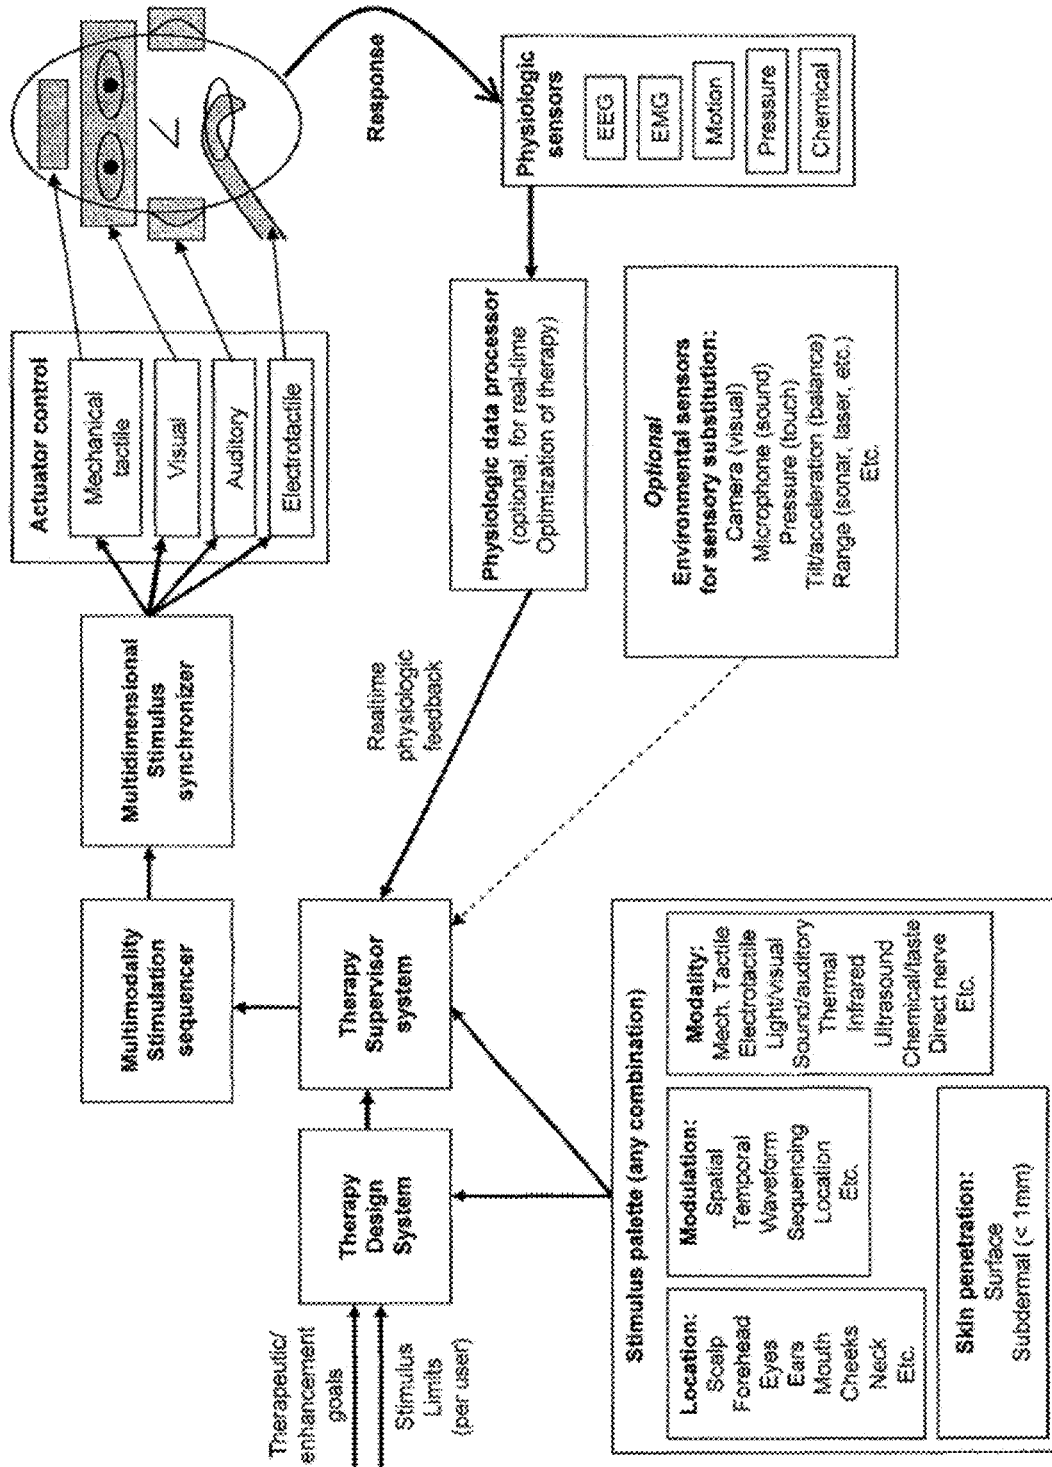 Therapeutic/
enhancement
goals
Stimulus
Limits
(per user)
Therapy
Design
System
Therapy
Supervisor
system
Multimodality
Stimulation
sequencer
Multidimensional
Stimulus
synchronizer
Actuator control
Mechanical
tactile
Visual
Auditory
Electrotactile
Response
Physiologic
sensors
EEG
EMG
Motion
Pressure
Chemical
Physiologic data processor
(optional, for real-time
Optimization of therapy)
Realtime
physiologic
feedback
Optional
Environmental sensors
for sensory substitution:
Camera (visual)
Microphone (sound)
Pressure (touch)
Tilt/acceleration (balance)
Range (sonar, laser, etc.)
Etc.
Stimulus palette (any combination)
Location:
Scalp
Forehead
Eyes
Ears
Mouth
Cheeks
Neck
Etc.
Modulation:
Spatial
Temporal
Waveform
Sequencing
Location
Etc.
Modality:
Mech. Tactile
Electrotactile
Light/visual
Sound/auditory
Thermal
Infrared
Ultrasound
Chemical/taste
Direct nerve
Etc.
Skin penetration:
Surface
Subdermal (< 1mm)